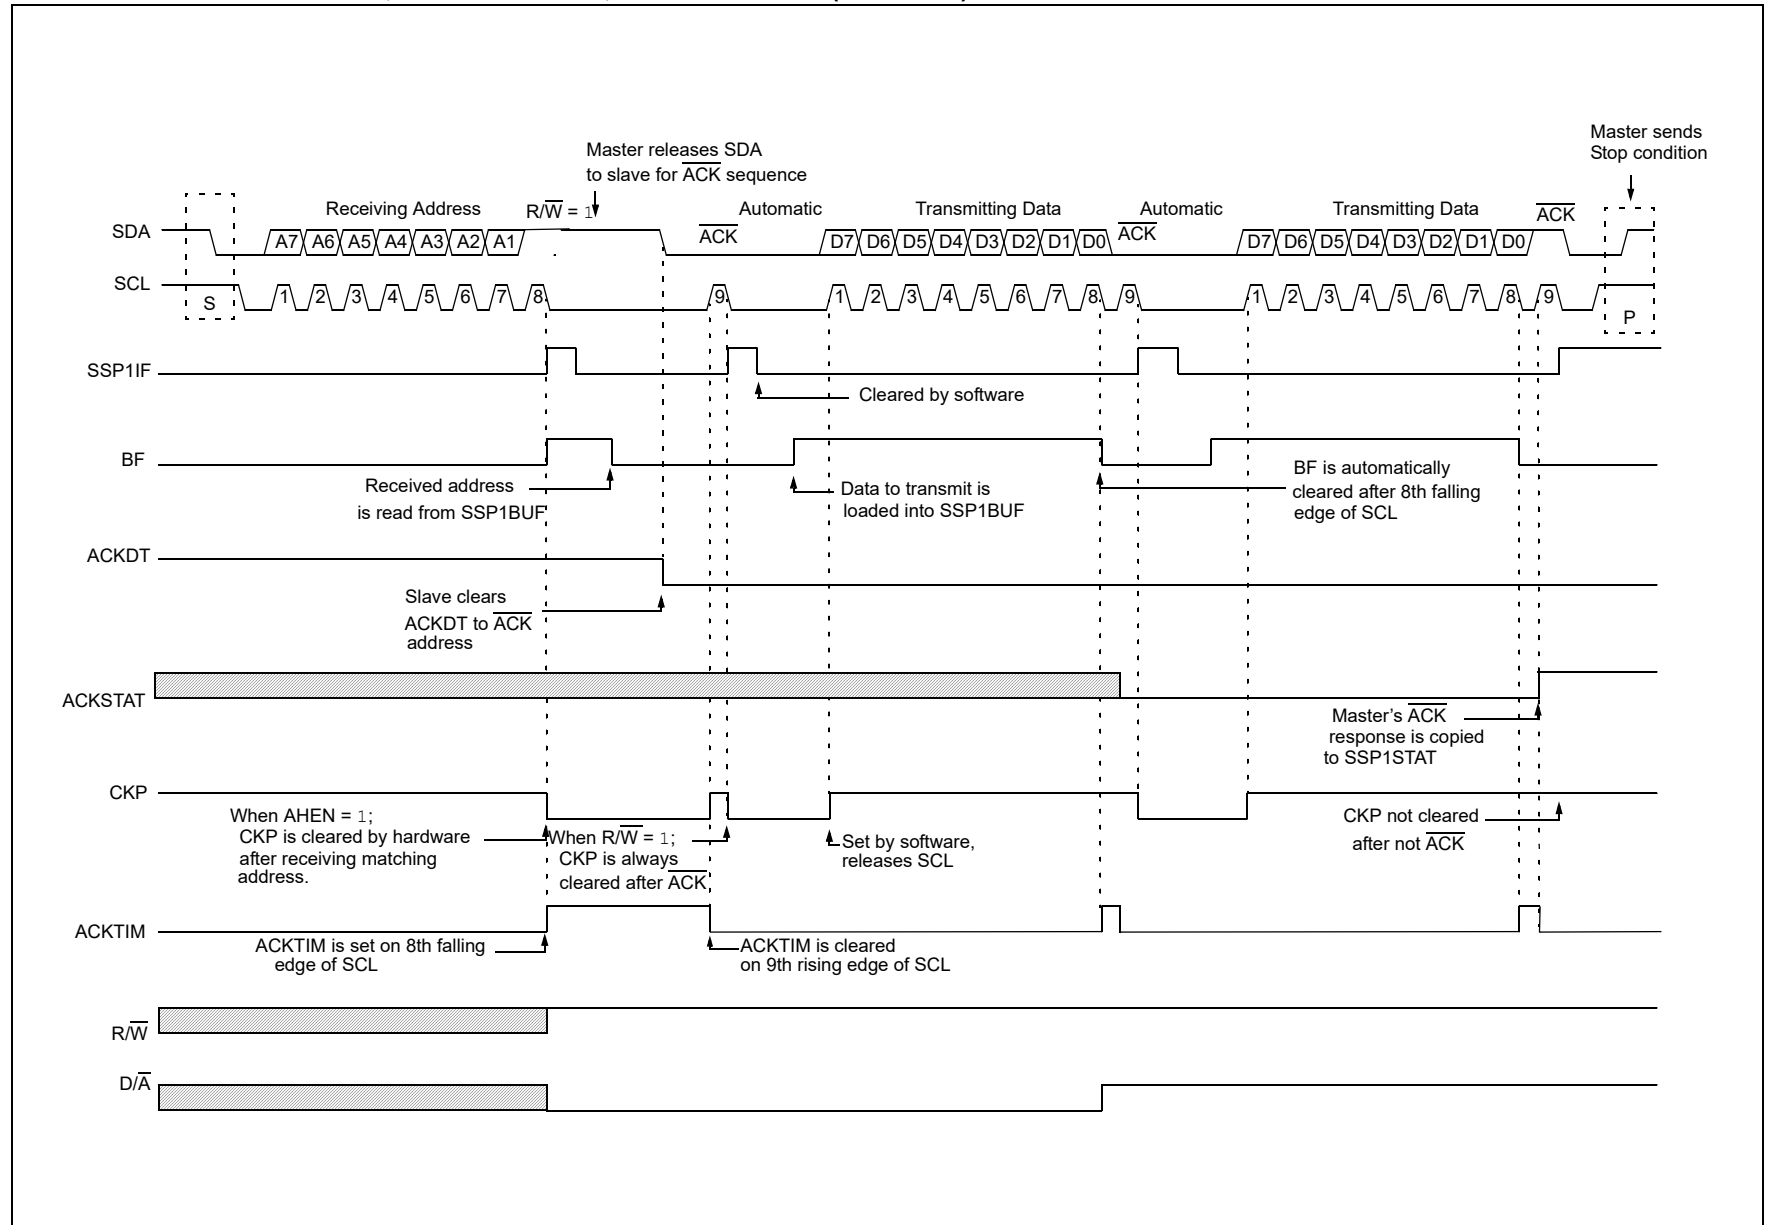 Master sends
Stop condition
Master releases SDA
to slave for ACK sequence
Receiving Address R/W = 1 Automatic Transmitting Data Automatic Transmitting Data ACK
SDA A7 A6 A5 A4 A3 A2 A1 ACK D7 D6 D5 D4 D3 D2 D1 D0 ACK D7 D6 D5 D4 D3 D2 D1 D0
SCL S 1 2 3 4 5 6 7 8 9 1 2 3 4 5 6 7 8 9 1 2 3 4 5 6 7 8 9 P
SSP1IF
Cleared by software
BF
Received address
is read from SSP1BUF
Data to transmit is
loaded into SSP1BUF
BF is automatically
cleared after 8th falling
edge of SCL
ACKDT
Slave clears
ACKDT to ACK
address
ACKSTAT
Master's ACK
response is copied
to SSP1STAT
CKP
When AHEN = 1;
CKP is cleared by hardware
after receiving matching
address.
When R/W = 1;
CKP is always
cleared after ACK
Set by software,
releases SCL
CKP not cleared
after not ACK
ACKTIM
ACKTIM is set on 8th falling
edge of SCL
ACKTIM is cleared
on 9th rising edge of SCL
R/W
D/A